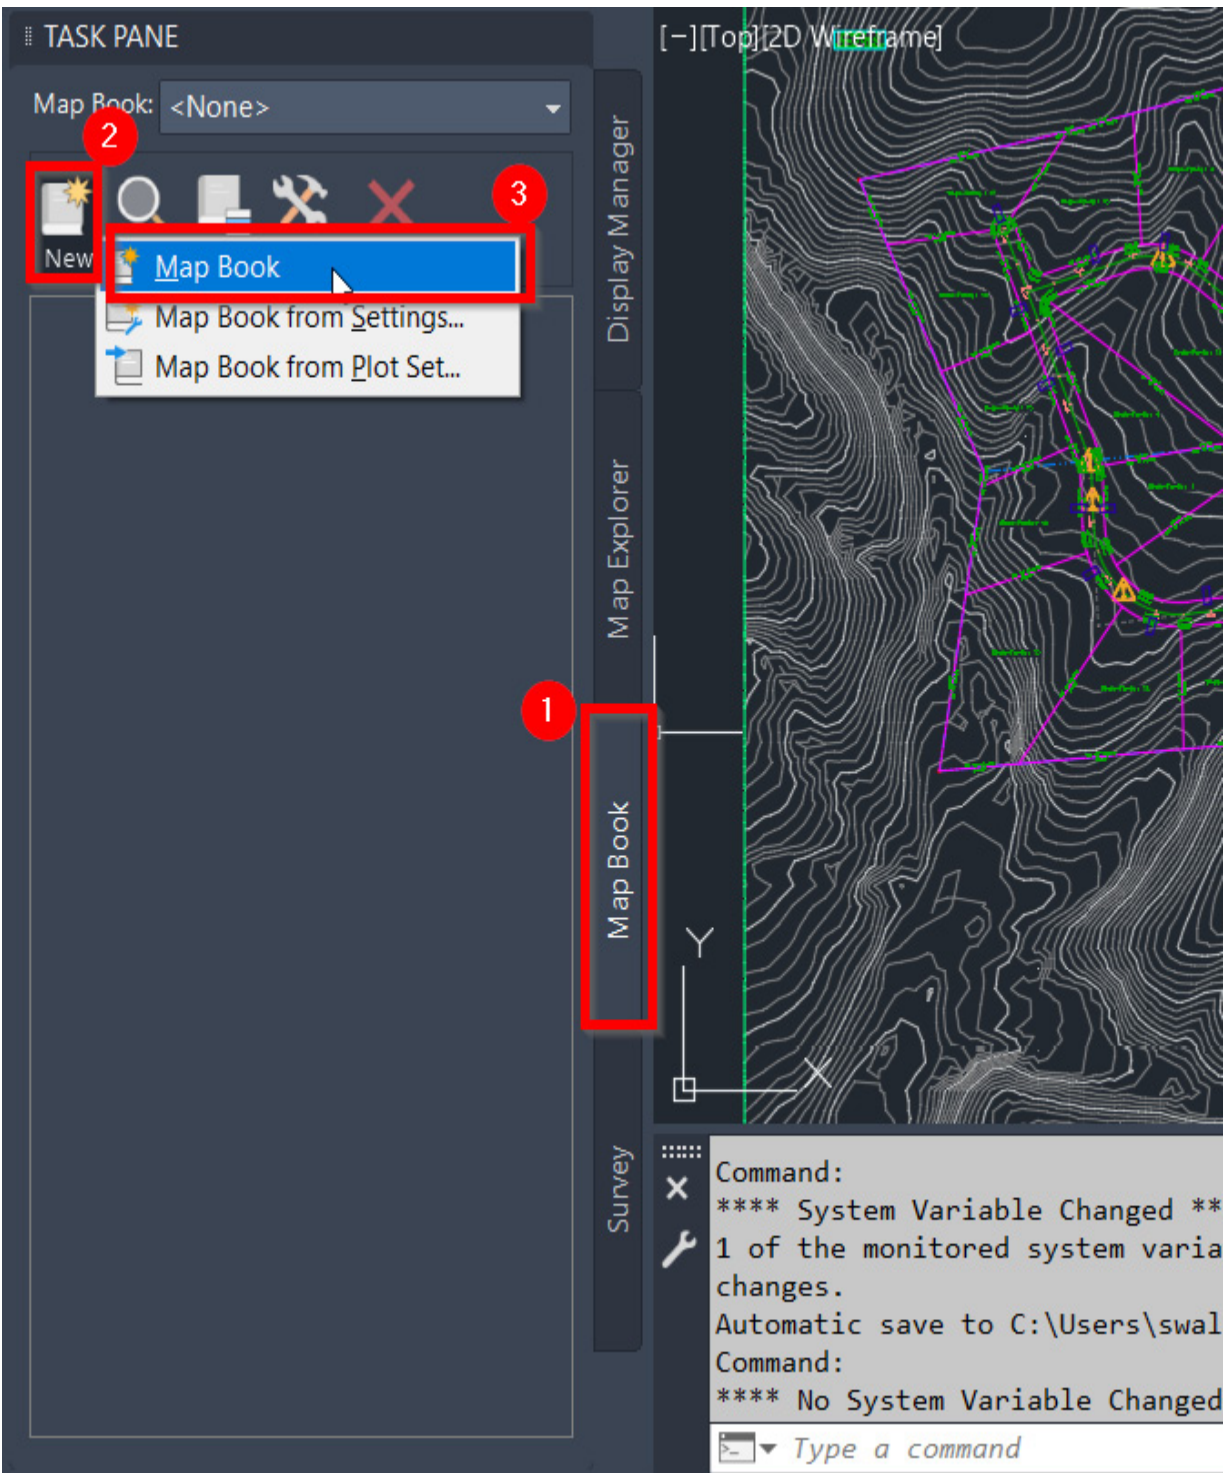 TASK PANE
Map Book: <None>
2
3
New
Map Book
Map Book from Settings...
Map Book from Plot Set...
Display Manager
Map Explorer
1
Map Book
Survey
[−][Top][2D Wireframe]
Y
X
Command:
**** System Variable Changed **
1 of the monitored system varia
changes.
Automatic save to C:\Users\swal
Command:
**** No System Variable Changed
Type a command